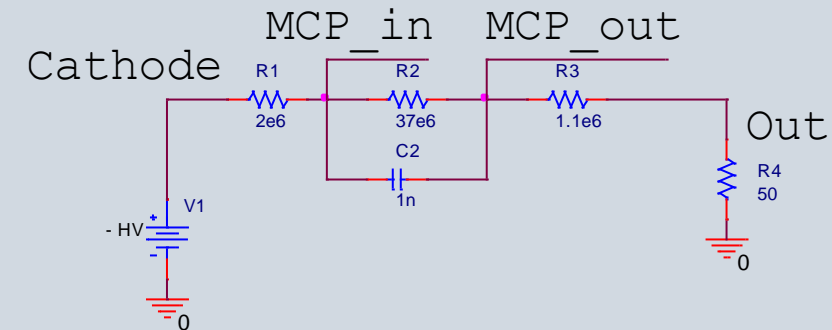 MCP_in MCP_out
Cathode
R1 R2 R3
2e6 37e6 1.1e6
Out
C2
R4
50
1n
V1
- HV
0
0